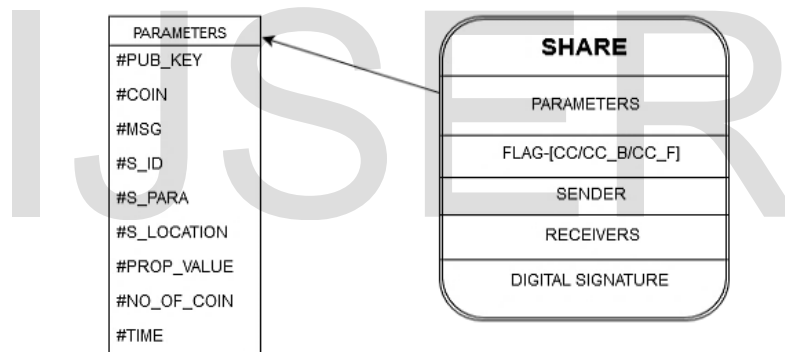 IJSER
PARAMETERS
#PUB_KEY
#COIN
#MSG
#S_ID
#S_PARA
#S_LOCATION
#PROP_VALUE
#NO_OF_COIN
#TIME
SHARE
PARAMETERS
FLAG-[CC/CC_B/CC_F]
SENDER
RECEIVERS
DIGITAL SIGNATURE